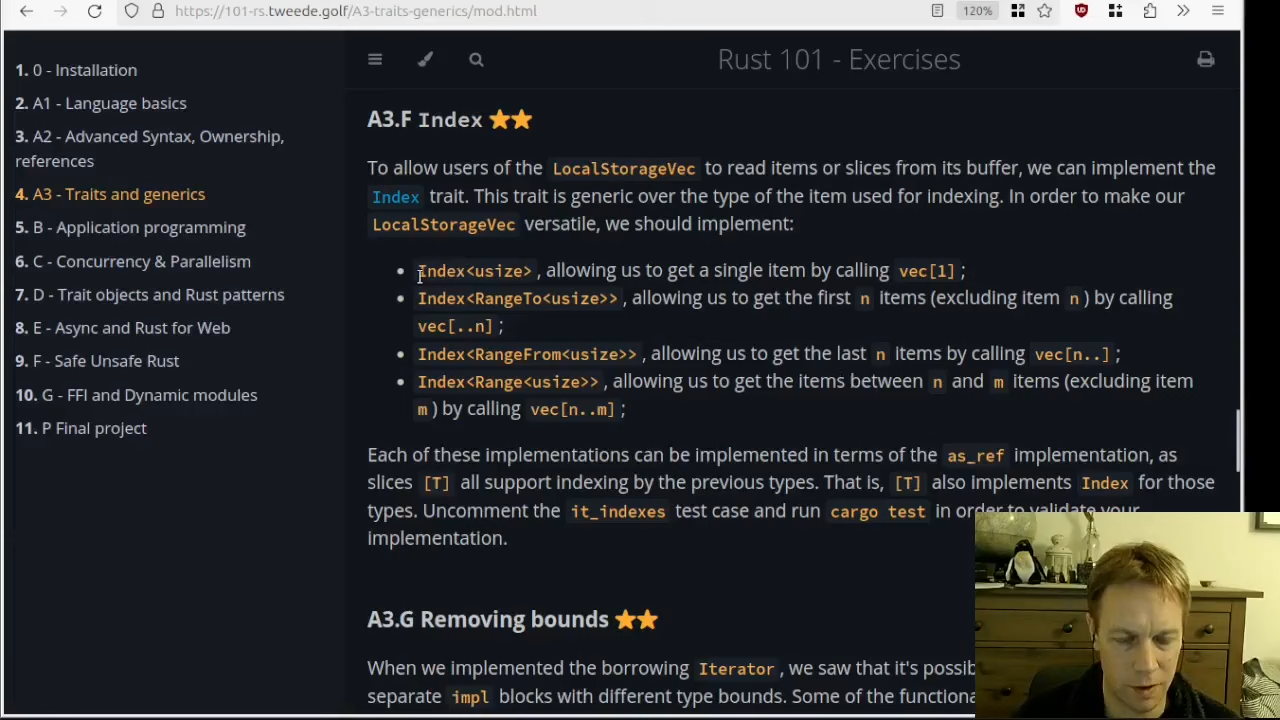 https://101-rs.tweede.golf/A3-traits-generics/mod.html
120%
1. 0 - Installation
2. A1 - Language basics
3. A2 - Advanced Syntax, Ownership,
references
4. A3 - Traits and generics
5. B - Application programming
6. C - Concurrency & Parallelism
7. D - Trait objects and Rust patterns
8. E - Async and Rust for Web
9. F - Safe Unsafe Rust
10. G - FFI and Dynamic modules
11. P Final project
Rust 101 - Exercises
A3.F Index ⭐⭐
To allow users of the LocalStorageVec to read items or slices from its buffer, we can implement the
Index trait. This trait is generic over the type of the item used for indexing. In order to make our
LocalStorageVec versatile, we should implement:
• Index<usize>, allowing us to get a single item by calling vec[1];
• Index<RangeTo<usize>>, allowing us to get the first n items (excluding item n) by calling
vec[..n];
• Index<RangeFrom<usize>>, allowing us to get the last n items by calling vec[n..];
• Index<Range<usize>>, allowing us to get the items between n and m items (excluding item
m) by calling vec[n..m];
Each of these implementations can be implemented in terms of the as_ref implementation, as
slices [T] all support indexing by the previous types. That is, [T] also implements Index for those
types. Uncomment the it_indexes test case and run cargo test in order to validate your
implementation.
A3.G Removing bounds ⭐⭐
When we implemented the borrowing Iterator, we saw that it's
separate impl blocks with different type bounds. Some of the